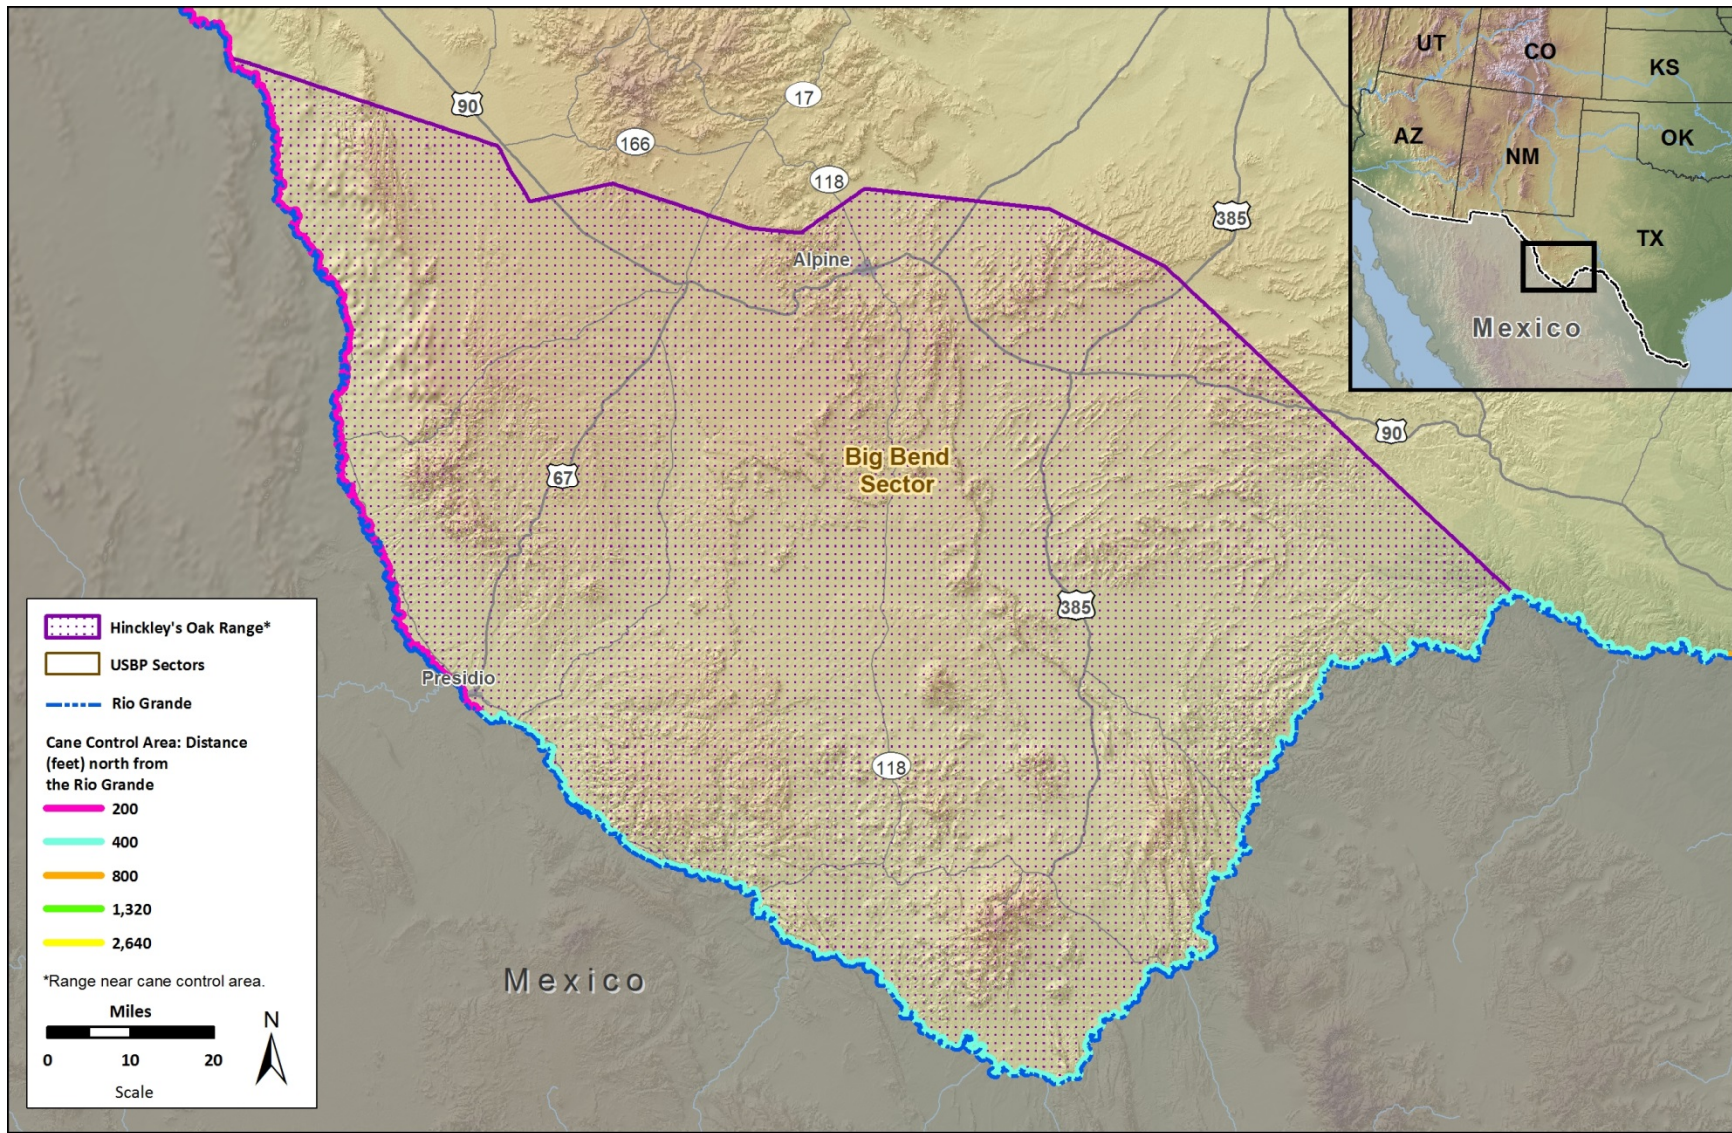 90
17
166
118
385
Alpine
90
Big Bend
Sector
67
385
Presidio
118
Mexico
UT
CO
KS
AZ
NM
OK
TX
Mexico
Hinckley's Oak Range*
USBP Sectors
Rio Grande
Cane Control Area: Distance
(feet) north from
the Rio Grande
200
400
800
1,320
2,640
*Range near cane control area.
Miles
N
0 10 20
Scale